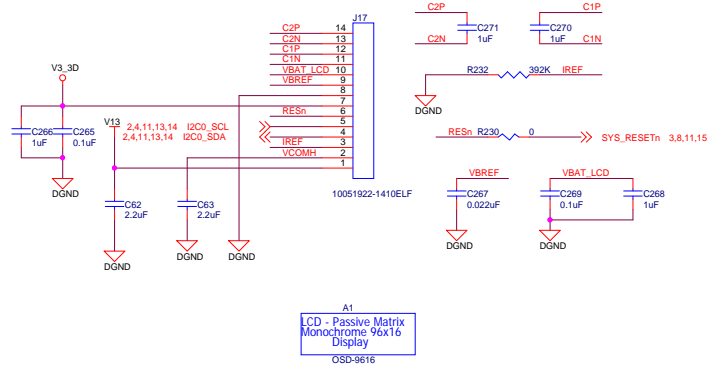 J17
C2P 14
C2N 13
C1P 12
C1N 11
VBAT_LCD 10
VBREF 9
8
7
RESn 6
2,4,11,13,14 I2C0_SCL 5
2,4,11,13,14 I2C0_SDA 4
IREF 3
VCOMH 2
1
10051922-1410ELF
V3_3D
V13
C266
1uF
C265
0.1uF
DGND
C62
2.2uF
DGND
C63
2.2uF
DGND
DGND
C2P
C271
1uF
C2N
C1P
C270
1uF
C1N
R232 392K IREF
DGND
RESn R230 0 SYS_RESETn 3,8,11,15
VBREF
C267
0.022uF
DGND
VBAT_LCD
C269
0.1uF
C268
1uF
DGND
A1
LCD - Passive Matrix
Monochrome 96x16
Display
OSD-9616